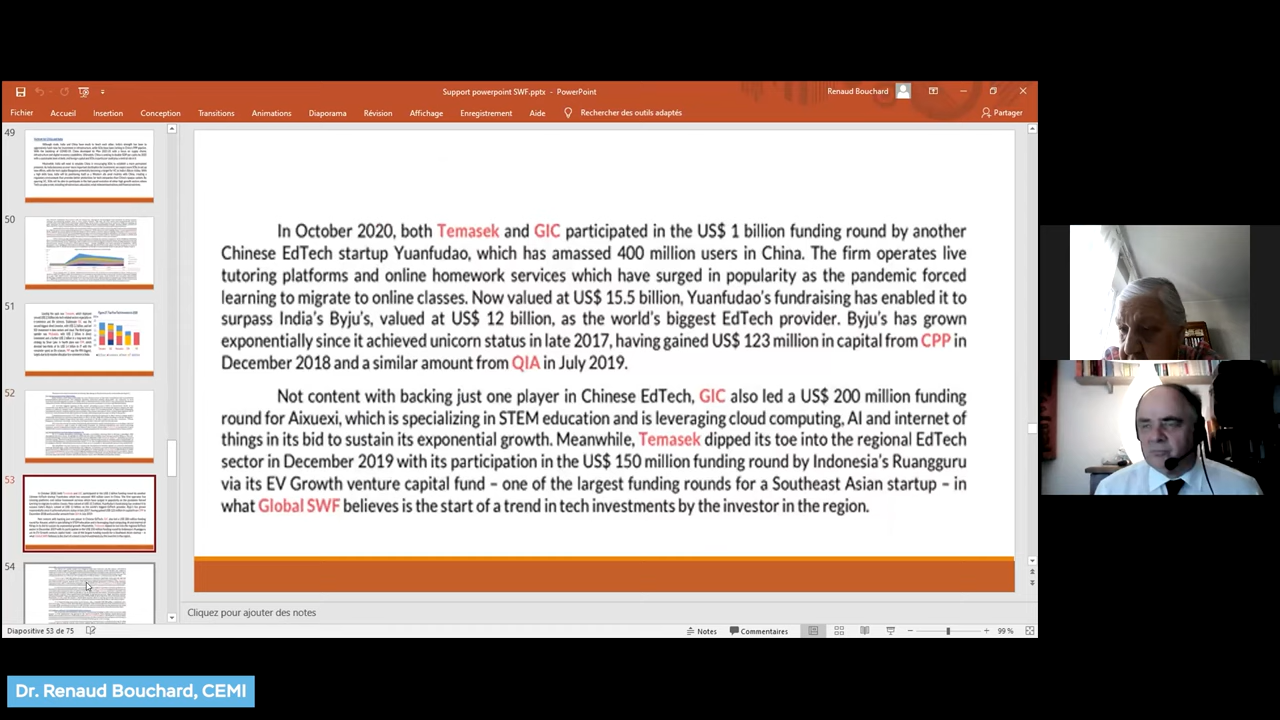 Support powerpoint SWF.pptx - PowerPoint
Renaud Bouchard
Fichier Accueil Insertion Conception Transitions Animations Diaporama Révision Affichage Enregistrement Aide Rechercher des outils adaptés Partager
49
50
51
52
53
54
In October 2020, both Temasek and GIC participated in the US$ 1 billion funding round by another
Chinese EdTech startup Yuanfudao, which has amassed 400 million users in China. The firm operates live
tutoring platforms and online homework services which have surged in popularity as the pandemic forced
learning to migrate to online classes. Now valued at US$ 15.5 billion, Yuanfudao's fundraising has enabled it to
surpass India's Byju's, valued at US$ 12 billion, as the world's biggest EdTech provider. Byju's has grown
exponentially since it achieved unicorn status in late 2017, having gained US$ 123 million in capital from CPP in
December 2018 and a similar amount from QIA in July 2019.
Not content with backing just one player in Chinese EdTech, GIC also led a US$ 200 million funding
round for Aixuexi, which is specializing in STEM education and is leveraging cloud computing, AI and internet of
things in its bid to sustain its exponential growth. Meanwhile, Temasek dipped its toe into the regional EdTech
sector in December 2019 with its participation in the US$ 150 million funding round by Indonesia's Ruangguru
via its EV Growth venture capital fund – one of the largest funding rounds for a Southeast Asian startup – in
what Global SWF believes is the start of a trend in tech investments by the investor in the region.
Cliquez pour ajouter des notes
Diapositive 53 de 75 Notes Commentaires 99 %
Dr. Renaud Bouchard, CEMI